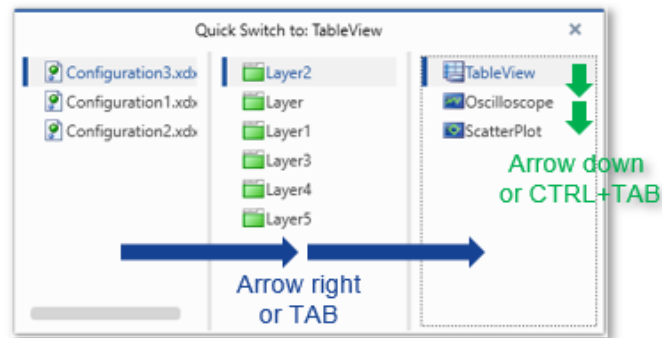 Quick Switch to: TableView
Configuration3.xdx
Configuration1.xdx
Configuration2.xdx
Layer2
Layer
Layer1
Layer3
Layer4
Layer5
TableView
Oscilloscope
ScatterPlot
Arrow down
or CTRL+TAB
Arrow right
or TAB